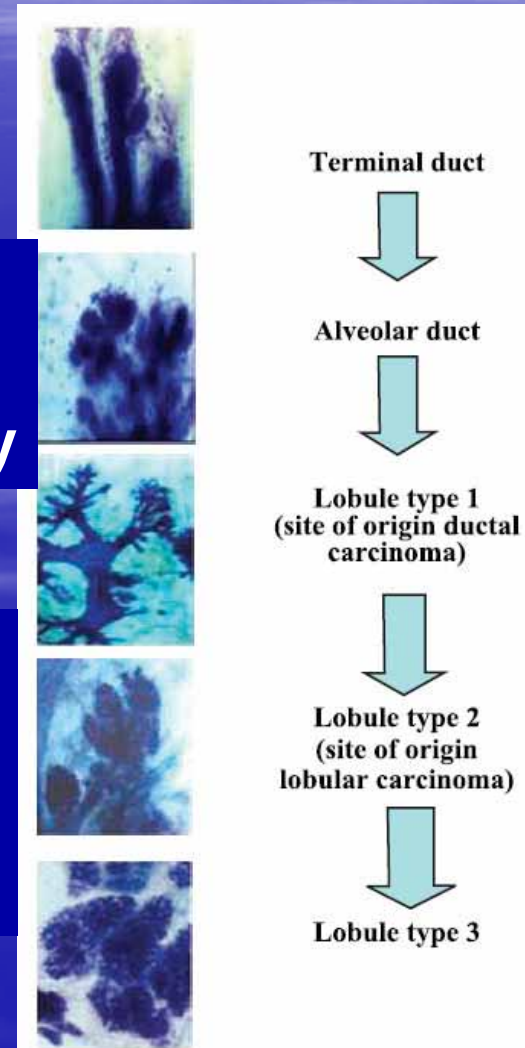 Terminal duct
Alveolar duct
y
Lobule type 1
(site of origin ductal
carcinoma)
Lobule type 2
(site of origin
lobular carcinoma)
Lobule type 3